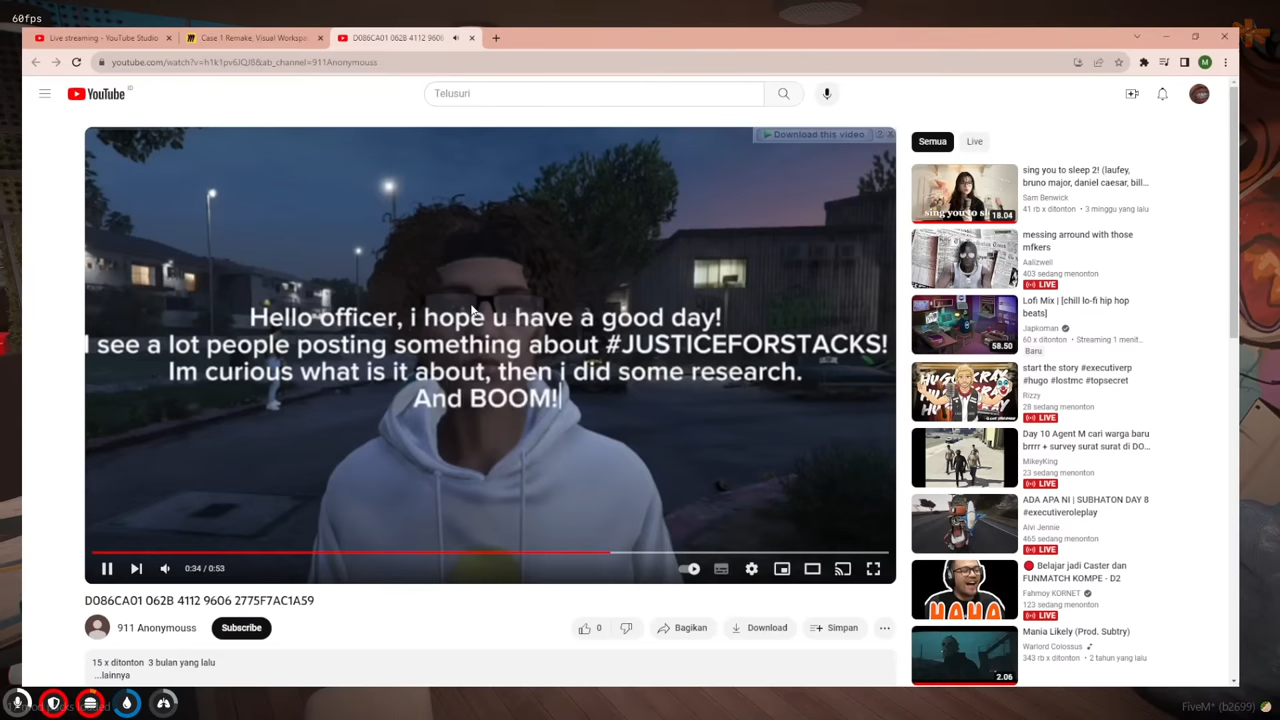 60fps
Live streaming - YouTube Studio
Case 1 Remake, Visual Workspa
D086CA01 062B 4112 9606
youtube.com/watch?v=h1k1pv6JQJ8&ab_channel=911Anonymouss
YouTube ID
Telusuri
Download this video
Hello officer, i hope u have a good day!
I see a lot people posting something about #JUSTICEFORSTACKS!
Im curious what is it about, then i did some research.
And BOOM!
0:34 / 0:53
D086CA01 062B 4112 9606 2775F7AC1A59
911 Anonymouss
Subscribe
0
Bagikan
Download
Simpan
15 x ditonton 3 bulan yang lalu
...lainnya
Semua
Live
sing you to sleep 2! (laufey,
bruno major, daniel caesar, bill...
Sam Benwick
41 rb x ditonton • 3 minggu yang lalu
18.04
messing arround with those
mfkers
Aalizwell
403 sedang menonton
LIVE
Lofi Mix | [chill lo-fi hip hop
beats]
Japkoman
60 x ditonton • Streaming 1 menit...
Baru
58.50
start the story #executiverp
#hugo #lostmc #topsecret
Rizzy
28 sedang menonton
LIVE
Day 10 Agent M cari warga baru
brrrr + survey surat surat di DO...
MikeyKing
23 sedang menonton
LIVE
ADA APA NI | SUBHATON DAY 8
#executiveroleplay
Alvi Jennie
465 sedang menonton
LIVE
Belajar jadi Caster dan
FUNMATCH KOMPE - D2
Fahmoy KORNET
123 sedang menonton
LIVE
HAHA
Mania Likely (Prod. Subtry)
Warlord Colossus
343 rb x ditonton • 2 tahun yang lalu
2.06
FiveM* (b2699)